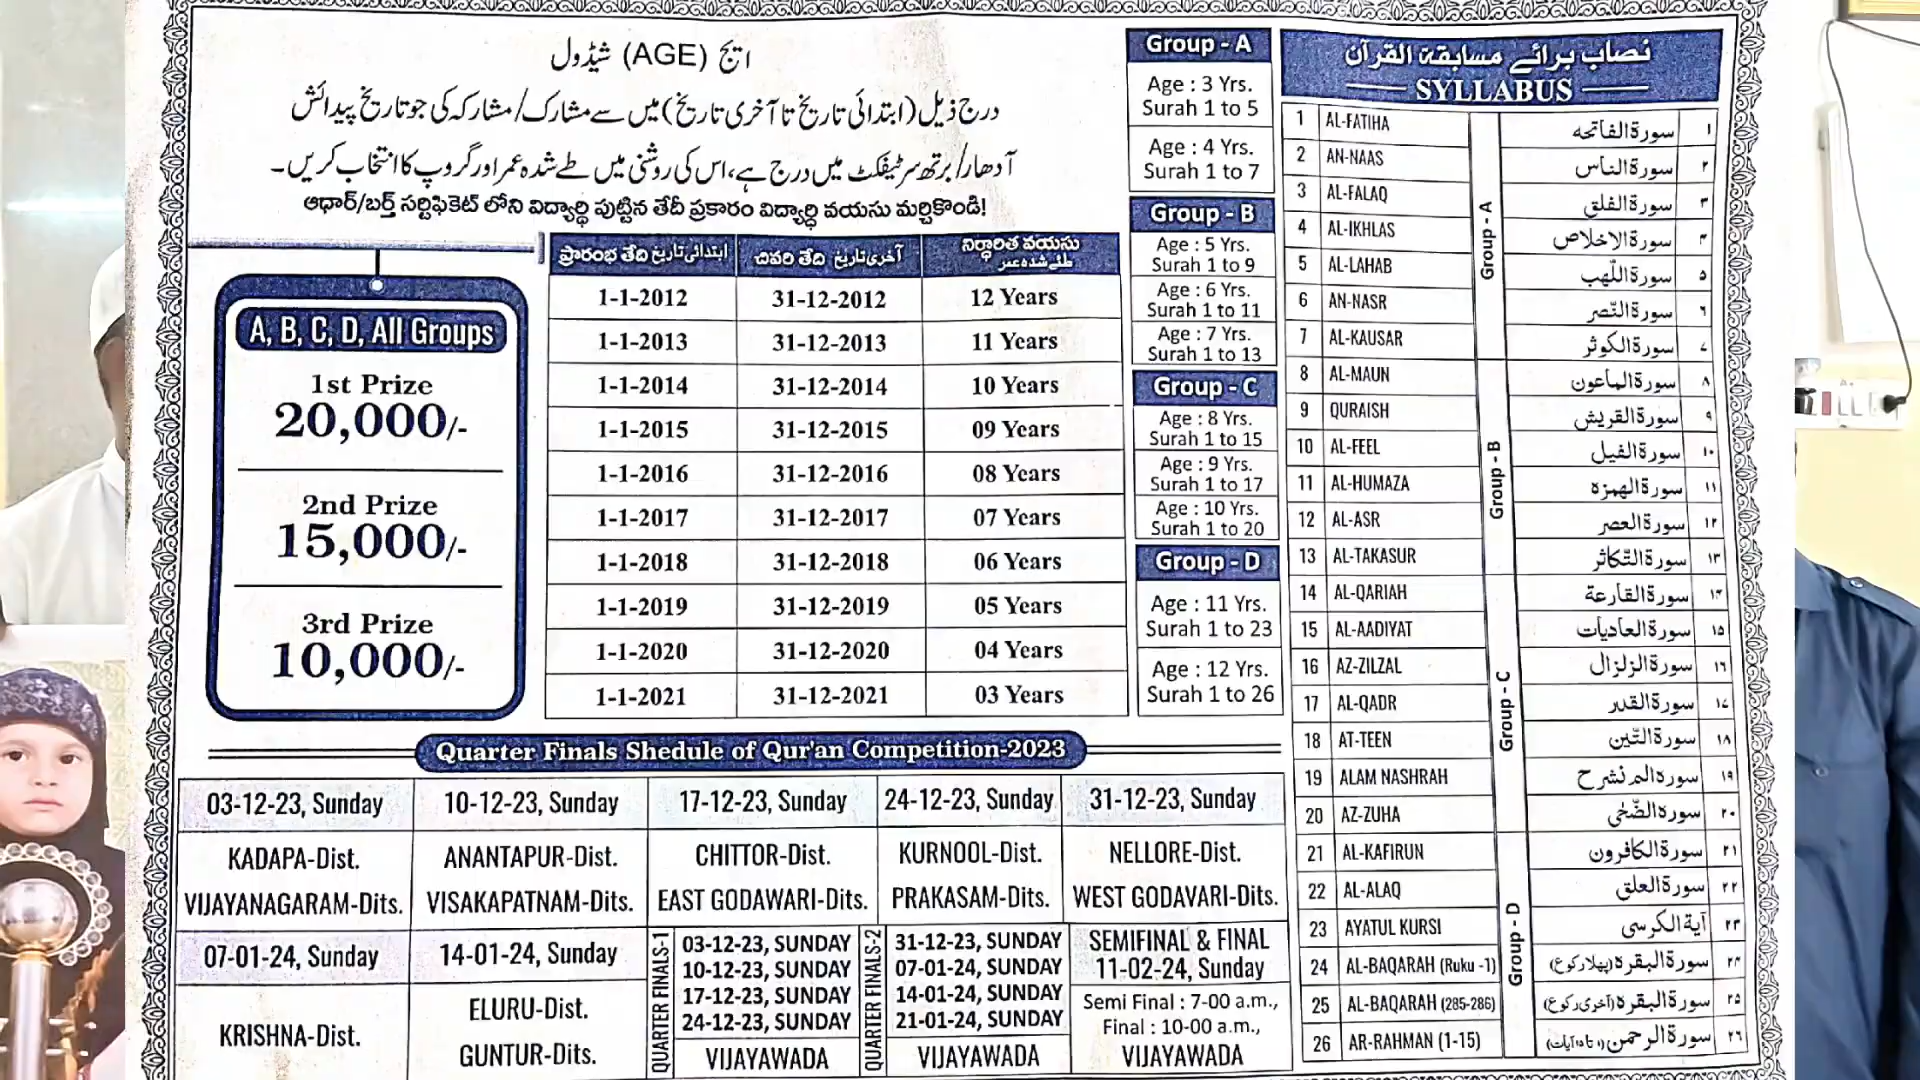 ایج (AGE) شیڈول
درج ذیل (ابتدائی تاریخ تا آخری تاریخ) میں سے مشارک/مشارکہ کی جو تاریخ پیدائش
آدھار/برتھ سرٹیفکٹ میں درج ہے، اس کی روشنی میں طے شدہ عمر اور گروپ کا انتخاب کریں۔
ఆధార్/బర్త్ సర్టిఫికెట్ లోని విద్యార్థి పుట్టిన తేదీ ప్రకారం విద్యార్థి వయసు మర్చికొండి!
A, B, C, D, All Groups
1st Prize
20,000/-
2nd Prize
15,000/-
3rd Prize
10,000/-
ప్రారంభ తేది ابتدائی تاریخ చివరి తేది آخری تاریخ నిర్ధారిత వయసు
طئے شدہ عمر
1-1-2012 31-12-2012 12 Years
1-1-2013 31-12-2013 11 Years
1-1-2014 31-12-2014 10 Years
1-1-2015 31-12-2015 09 Years
1-1-2016 31-12-2016 08 Years
1-1-2017 31-12-2017 07 Years
1-1-2018 31-12-2018 06 Years
1-1-2019 31-12-2019 05 Years
1-1-2020 31-12-2020 04 Years
1-1-2021 31-12-2021 03 Years
Group - A
Age : 3 Yrs.
Surah 1 to 5
Age : 4 Yrs.
Surah 1 to 7
Group - B
Age : 5 Yrs.
Surah 1 to 9
Age : 6 Yrs.
Surah 1 to 11
Age : 7 Yrs.
Surah 1 to 13
Group - C
Age : 8 Yrs.
Surah 1 to 15
Age : 9 Yrs.
Surah 1 to 17
Age : 10 Yrs.
Surah 1 to 20
Group - D
Age : 11 Yrs.
Surah 1 to 23
Age : 12 Yrs.
Surah 1 to 26
نصاب برائے مسابقۃ القرآن
SYLLABUS
1 AL-FATIHA سورۃ الفاتحہ ۱
2 AN-NAAS سورۃ الناس ۲
3 AL-FALAQ سورۃ الفلق ۳
4 AL-IKHLAS سورۃ الاخلاص ۴
5 AL-LAHAB سورۃ اللّھب ۵
6 AN-NASR سورۃ النّصر ۶
7 AL-KAUSAR سورۃ الکوثر ۷
Group - A
8 AL-MAUN سورۃ الماعون ۸
9 QURAISH سورۃ القریش ۹
10 AL-FEEL سورۃ الفیل ۱۰
11 AL-HUMAZA سورۃ الھمزہ ۱۱
12 AL-ASR سورۃ العصر ۱۲
13 AL-TAKASUR سورۃ التّکاثر ۱۳
Group - B
14 AL-QARIAH سورۃ القارعة ۱۴
15 AL-AADIYAT سورۃ العادیات ۱۵
16 AZ-ZILZAL سورۃ الزلزال ۱۶
17 AL-QADR سورۃ القدر ۱۷
18 AT-TEEN سورۃ التّین ۱۸
19 ALAM NASHRAH سورۃ الم نشرح ۱۹
20 AZ-ZUHA سورۃ الضّحٰی ۲۰
Group - C
21 AL-KAFIRUN سورۃ الکافرون ۲۱
22 AL-ALAQ سورۃ العلق ۲۲
23 AYATUL KURSI آیة الکرسی ۲۳
24 AL-BAQARAH (Ruku -1) سورۃ البقرہ (پہلا رکوع) ۲۴
25 AL-BAQARAH (285-286) سورۃ البقرہ (آخری رکوع) ۲۵
26 AR-RAHMAN (1-15) سورۃ الرحمن (۱ تا ۱۵ آیات) ۲۶
Group - D
Quarter Finals Shedule of Qur'an Competition-2023
03-12-23, Sunday 10-12-23, Sunday 17-12-23, Sunday 24-12-23, Sunday 31-12-23, Sunday
KADAPA-Dist. ANANTAPUR-Dist. CHITTOR-Dist. KURNOOL-Dist. NELLORE-Dist.
VIJAYANAGARAM-Dits. VISAKAPATNAM-Dits. EAST GODAWARI-Dits. PRAKASAM-Dits. WEST GODAVARI-Dits.
07-01-24, Sunday
KRISHNA-Dist.
14-01-24, Sunday
ELURU-Dist.
GUNTUR-Dits.
QUARTER FINALS-1
03-12-23, SUNDAY
10-12-23, SUNDAY
17-12-23, SUNDAY
24-12-23, SUNDAY
VIJAYAWADA
QUARTER FINALS-2
31-12-23, SUNDAY
07-01-24, SUNDAY
14-01-24, SUNDAY
21-01-24, SUNDAY
VIJAYAWADA
SEMIFINAL & FINAL
11-02-24, Sunday
Semi Final : 7-00 a.m.,
Final : 10-00 a.m.,
VIJAYAWADA